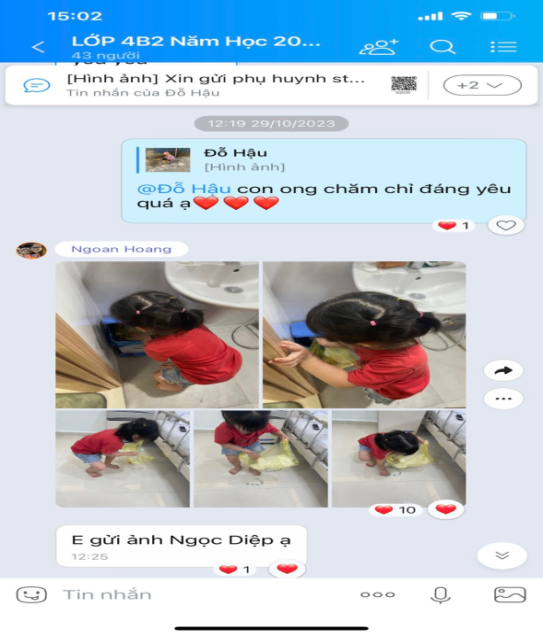 15:02
LỚP 4B2 Năm Học 20...
43 người
[Hình ảnh] Xin gửi phụ huynh st...
Tin nhắn của Đỗ Hậu
+2
12:19 29/10/2023
Đỗ Hậu
[Hình ảnh]
@Đỗ Hậu con ong chăm chỉ đáng yêu
quá ạ❤️❤️❤️
❤️ 1
Ngoan Hoang
❤️ 10
E gửi ảnh Ngọc Diệp ạ
12:25
❤️ 1
Tin nhắn